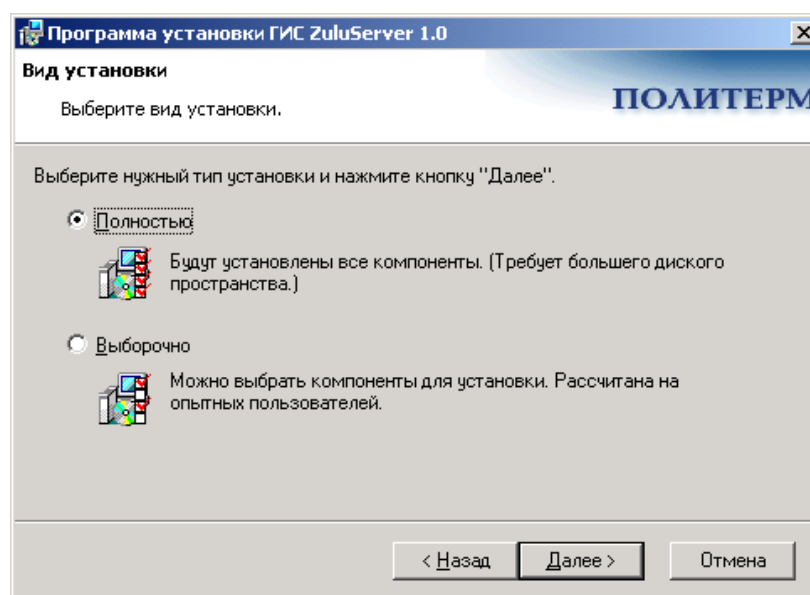 Программа установки ГИС ZuluServer 1.0
Вид установки
Выберите вид установки.
ПОЛИТЕРМ
Выберите нужный тип установки и нажмите кнопку "Далее".
Полностью
Будут установлены все компоненты. (Требует большего диского
пространства.)
Выборочно
Можно выбрать компоненты для установки. Рассчитана на
опытных пользователей.
< Назад Далее > Отмена